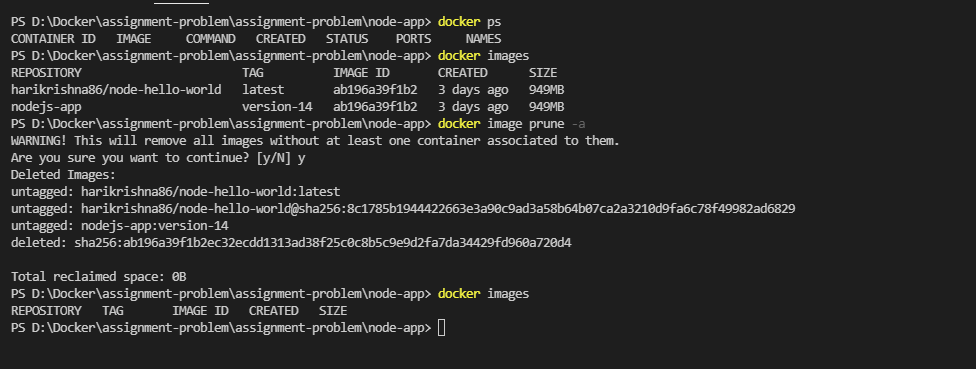 PS D:\Docker\assignment-problem\assignment-problem\node-app> docker ps
CONTAINER ID   IMAGE     COMMAND   CREATED   STATUS    PORTS     NAMES
PS D:\Docker\assignment-problem\assignment-problem\node-app> docker images
REPOSITORY                       TAG          IMAGE ID       CREATED      SIZE
harikrishna86/node-hello-world   latest       ab196a39f1b2   3 days ago   949MB
nodejs-app                       version-14   ab196a39f1b2   3 days ago   949MB
PS D:\Docker\assignment-problem\assignment-problem\node-app> docker image prune -a
WARNING! This will remove all images without at least one container associated to them.
Are you sure you want to continue? [y/N] y
Deleted Images:
untagged: harikrishna86/node-hello-world:latest
untagged: harikrishna86/node-hello-world@sha256:8c1785b1944422663e3a90c9ad3a58b64b07ca2a3210d9fa6c78f49982ad6829
untagged: nodejs-app:version-14
deleted: sha256:ab196a39f1b2ec32ecdd1313ad38f25c0c8b5c9e9d2fa7da34429fd960a720d4
Total reclaimed space: 0B
PS D:\Docker\assignment-problem\assignment-problem\node-app> docker images
REPOSITORY   TAG       IMAGE ID   CREATED   SIZE
PS D:\Docker\assignment-problem\assignment-problem\node-app>